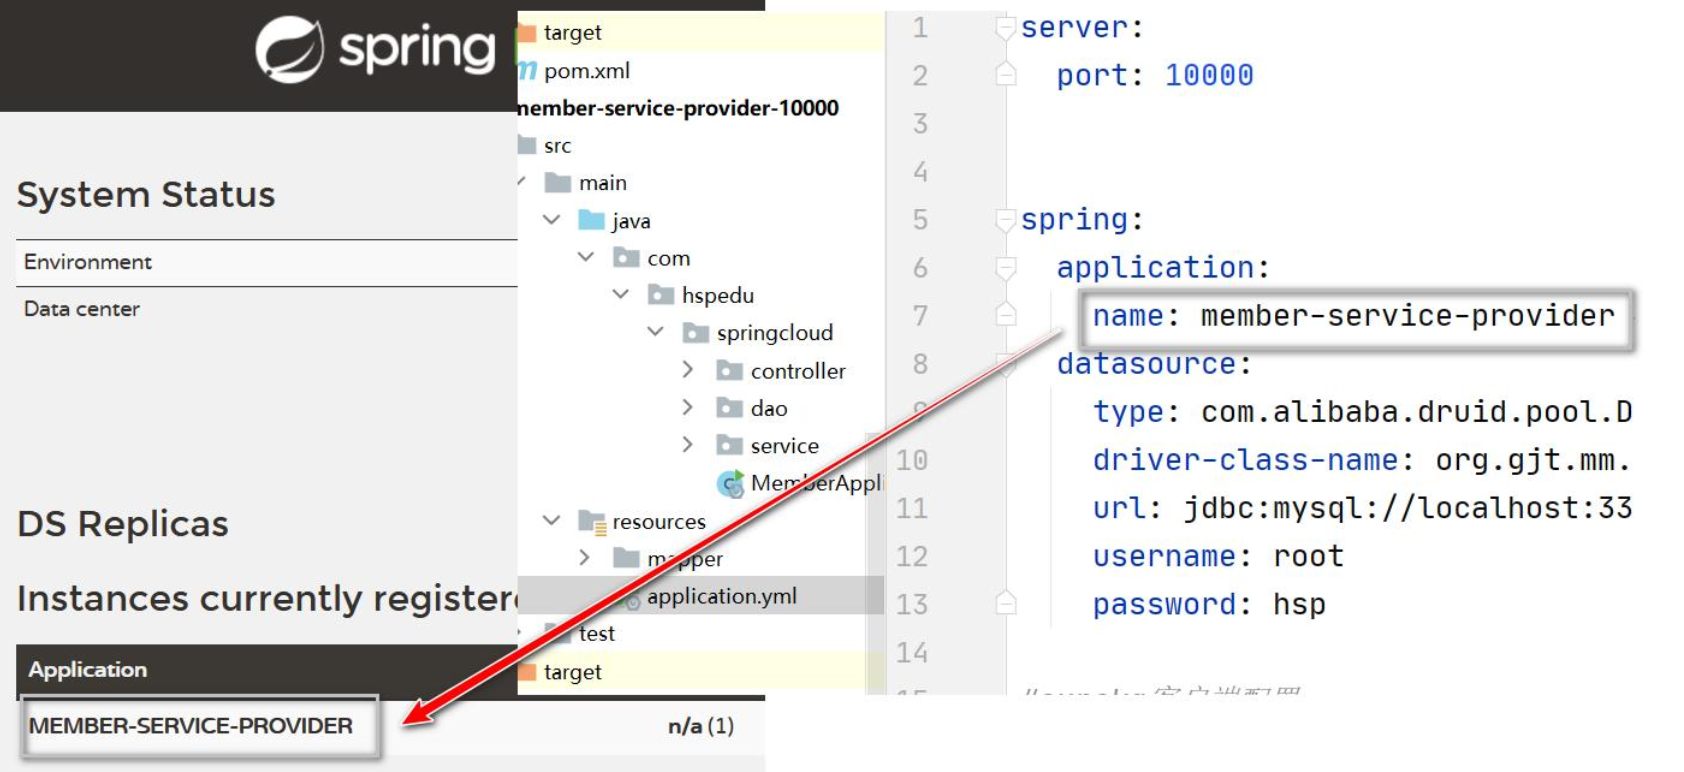 spring
System Status
Environment
Data center
DS Replicas
Instances currently register
Application
MEMBER-SERVICE-PROVIDER
n/a (1)
target
pom.xml
member-service-provider-10000
src
main
java
com
hspedu
springcloud
controller
dao
service
MemberAppli
resources
mapper
application.yml
test
target
1 server:
2 port: 10000
3
4
5 spring:
6 application:
7 name: member-service-provider
8 datasource:
9 type: com.alibaba.druid.pool.D
10 driver-class-name: org.gjt.mm.
11 url: jdbc:mysql://localhost:33
12 username: root
13 password: hsp
14